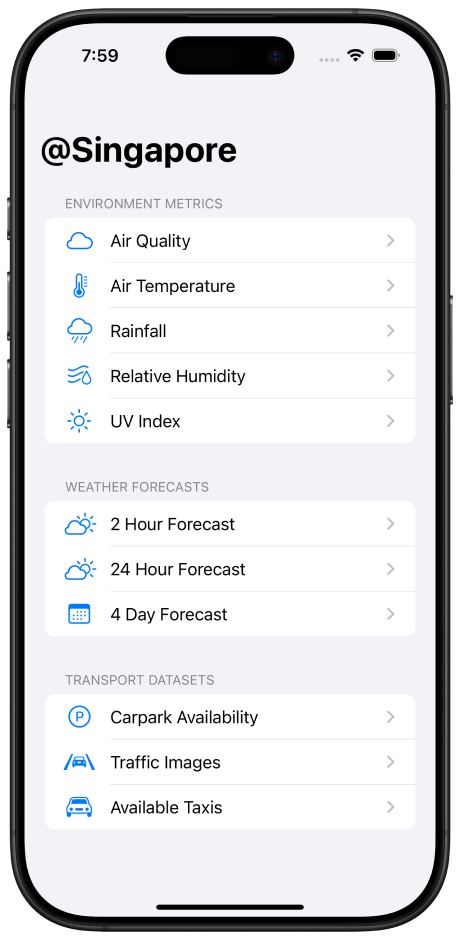 7:59
@Singapore
ENVIRONMENT METRICS
Air Quality
Air Temperature
Rainfall
Relative Humidity
UV Index
WEATHER FORECASTS
2 Hour Forecast
24 Hour Forecast
4 Day Forecast
TRANSPORT DATASETS
P Carpark Availability
Traffic Images
Available Taxis